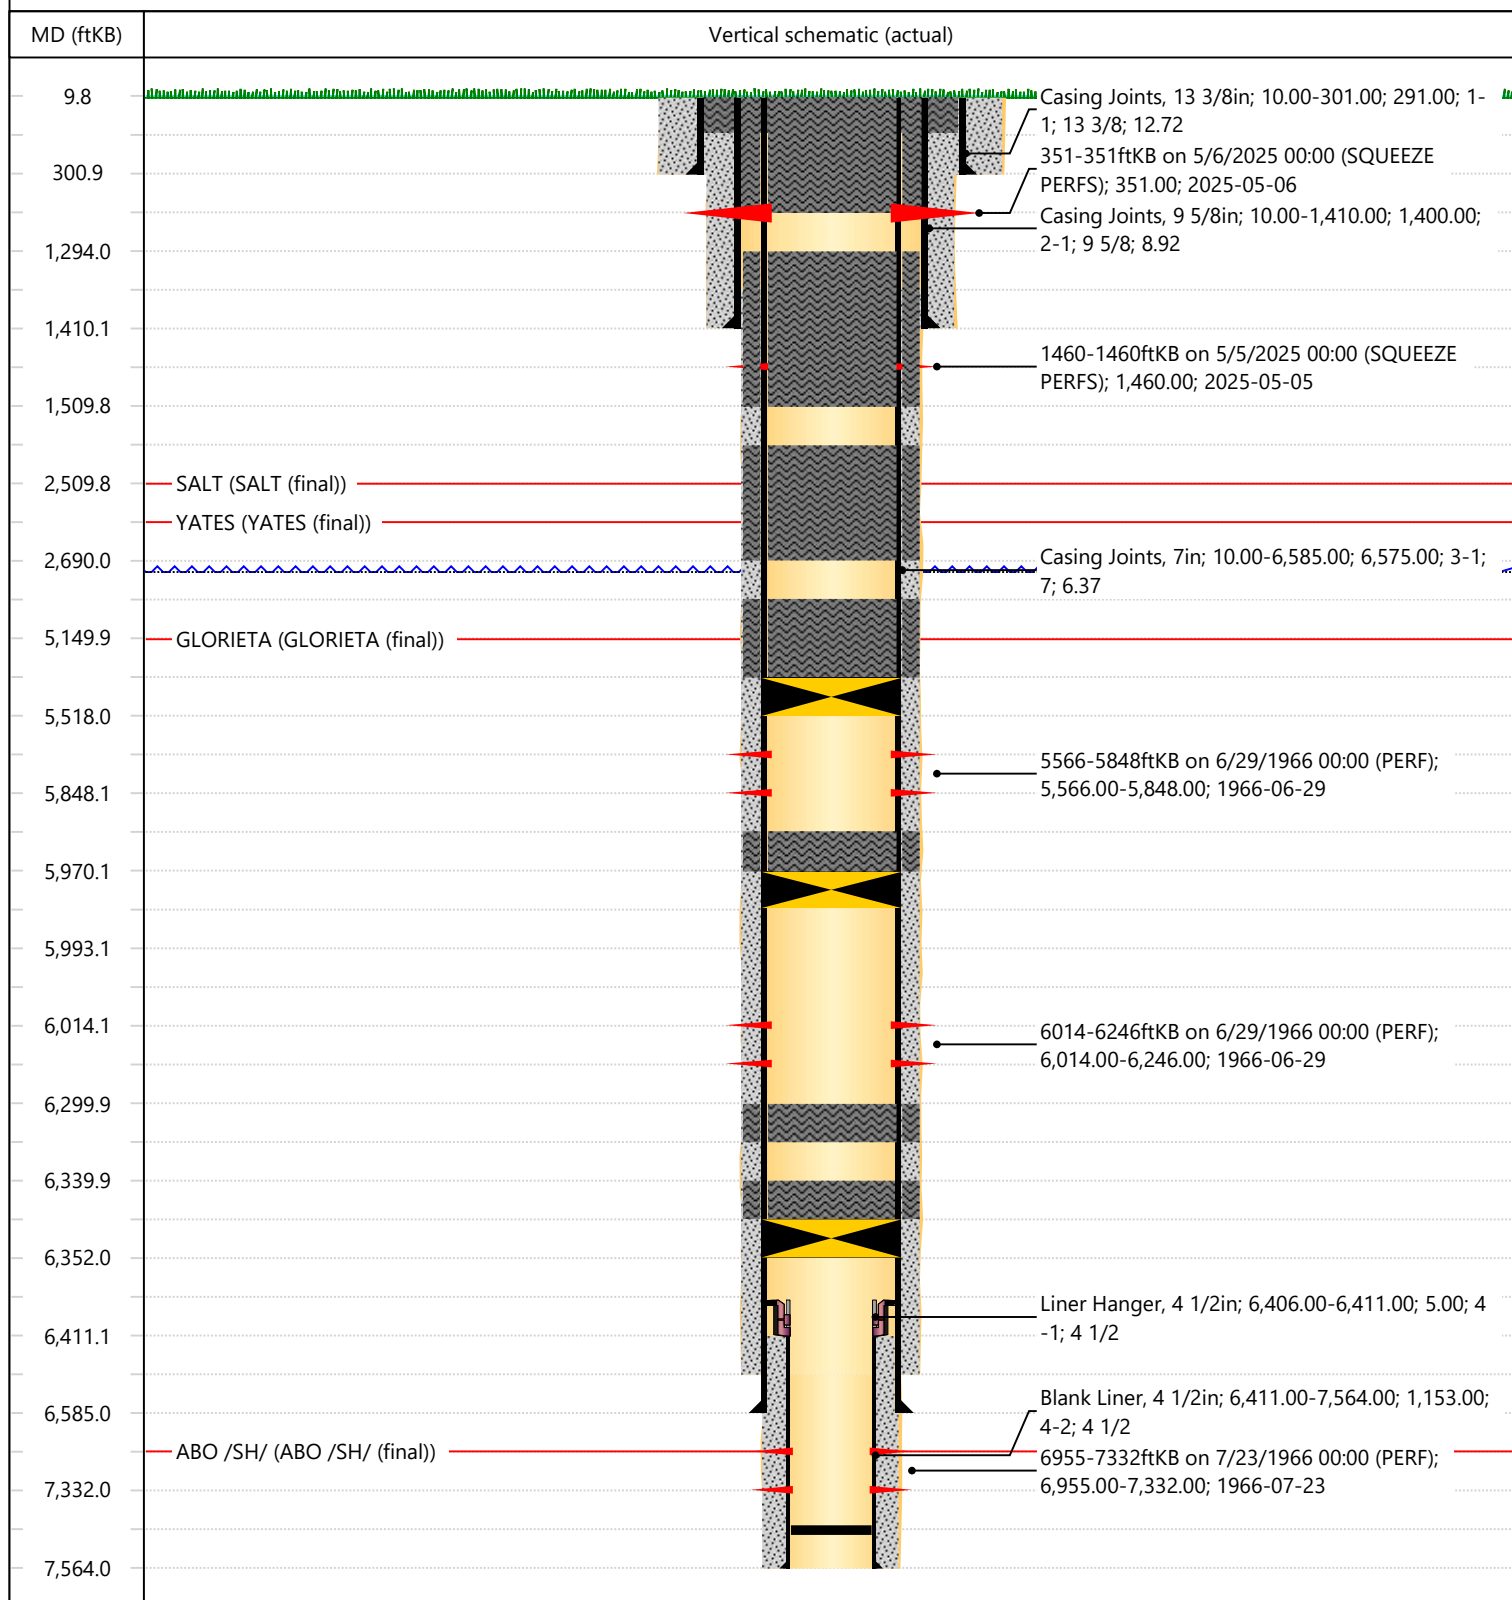 MD (ftKB)
Vertical schematic (actual)
9.8
Casing Joints, 13 3/8in; 10.00-301.00; 291.00; 1-
1; 13 3/8; 12.72
351-351ftKB on 5/6/2025 00:00 (SQUEEZE
PERFS); 351.00; 2025-05-06
300.9
Casing Joints, 9 5/8in; 10.00-1,410.00; 1,400.00;
2-1; 9 5/8; 8.92
1,294.0
1,410.1
1460-1460ftKB on 5/5/2025 00:00 (SQUEEZE
PERFS); 1,460.00; 2025-05-05
1,509.8
2,509.8
SALT (SALT (final))
YATES (YATES (final))
2,690.0
Casing Joints, 7in; 10.00-6,585.00; 6,575.00; 3-1;
7; 6.37
5,149.9
GLORIETA (GLORIETA (final))
5,518.0
5566-5848ftKB on 6/29/1966 00:00 (PERF);
5,566.00-5,848.00; 1966-06-29
5,848.1
5,970.1
5,993.1
6,014.1
6014-6246ftKB on 6/29/1966 00:00 (PERF);
6,014.00-6,246.00; 1966-06-29
6,299.9
6,339.9
6,352.0
Liner Hanger, 4 1/2in; 6,406.00-6,411.00; 5.00; 4
-1; 4 1/2
6,411.1
Blank Liner, 4 1/2in; 6,411.00-7,564.00; 1,153.00;
4-2; 4 1/2
6,585.0
ABO /SH/ (ABO /SH/ (final))
6955-7332ftKB on 7/23/1966 00:00 (PERF);
6,955.00-7,332.00; 1966-07-23
7,332.0
7,564.0